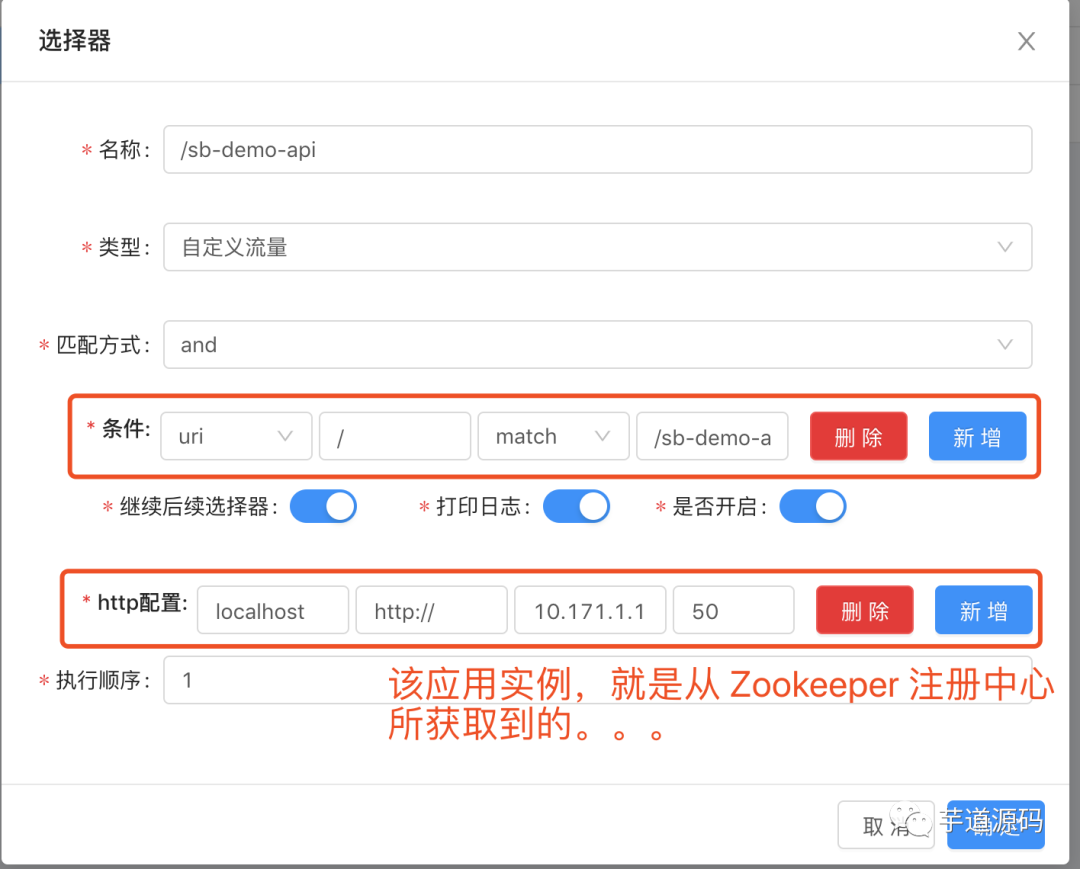 选择器
* 名称: /sb-demo-api
* 类型: 自定义流量
* 匹配方式: and
* 条件: uri / match /sb-demo-a 删 除 新 增
* 继续后续选择器: * 打印日志: * 是否开启:
* http配置: localhost http:// 10.171.1.1 50 删 除 新 增
* 执行顺序: 1
该应用实例，就是从 Zookeeper 注册中心
所获取到的。。。
取 消
芋道源码